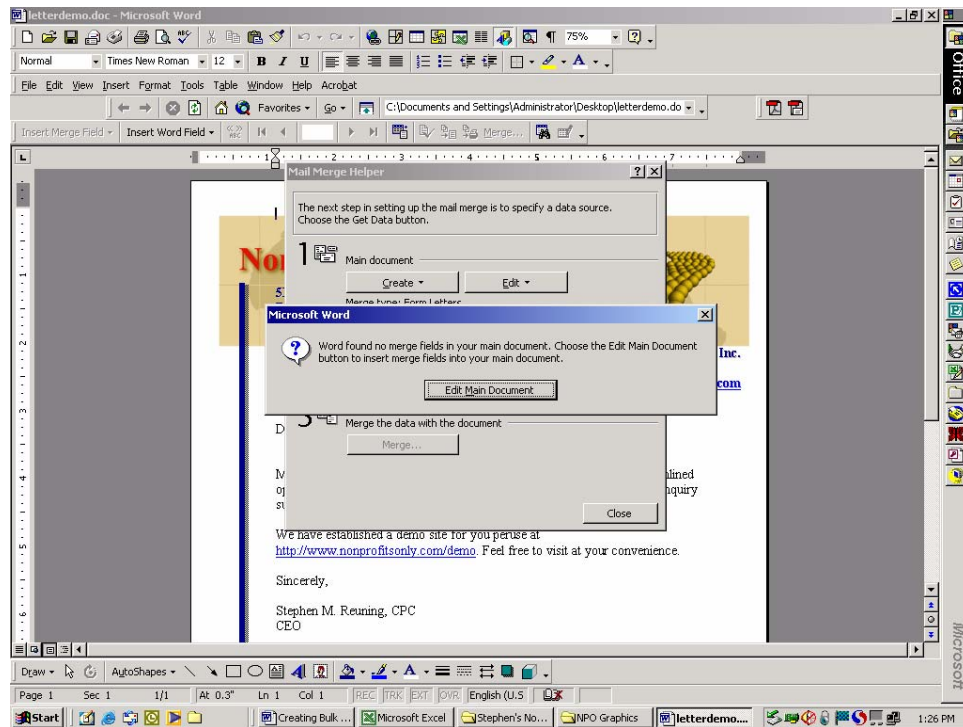 letterdemo.doc - Microsoft Word
75%
Normal Times New Roman 12 B I U A
File Edit View Insert Format Tools Table Window Help Acrobat
Favorites Go C:\Documents and Settings\Administrator\Desktop\letterdemo.do
Insert Merge Field Insert Word Field Merge...
Office
1 2 3 4 5 6 7
Mail Merge Helper
The next step in setting up the mail merge is to specify a data source.
Choose the Get Data button.
1 Main document
Create Edit
Merge type: Form Letters
Microsoft Word
Word found no merge fields in your main document. Choose the Edit Main Document
button to insert merge fields into your main document.
Edit Main Document
Inc.
com
3 Merge the data with the document
Merge...
Close
We have established a demo site for you peruse at
http://www.nonprofitsonly.com/demo. Feel free to visit at your convenience.
Sincerely,
Stephen M. Reuning, CPC
CEO
Microsoft
Draw AutoShapes A
Page 1 Sec 1 1/1 At 0.3" Ln 1 Col 1 REC TRK EXT OVR English (U.S
Start Creating Bulk ... Microsoft Excel Stephen's No... NPO Graphics letterdemo.... 1:26 PM